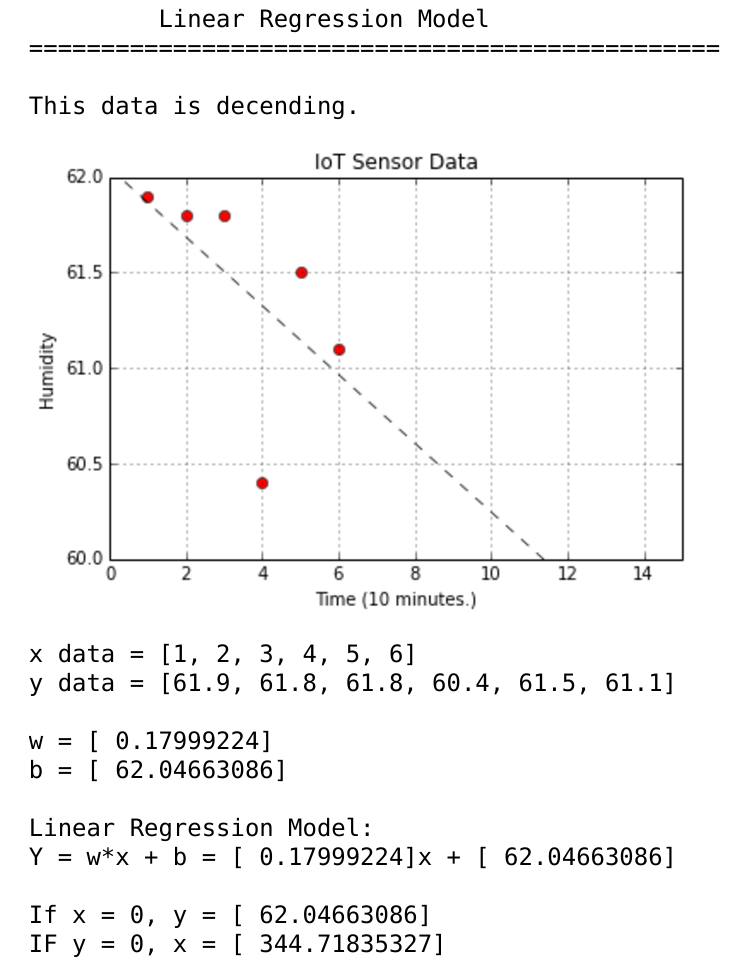 Linear Regression Model
================================================
This data is decending.
IoT Sensor Data
62.0
61.5
61.0
60.5
60.0
Humidity
0 2 4 6 8 10 12 14
Time (10 minutes.)
x data = [1, 2, 3, 4, 5, 6]
y data = [61.9, 61.8, 61.8, 60.4, 61.5, 61.1]
w = [ 0.17999224]
b = [ 62.04663086]
Linear Regression Model:
Y = w*x + b = [ 0.17999224]x + [ 62.04663086]
If x = 0, y = [ 62.04663086]
IF y = 0, x = [ 344.71835327]